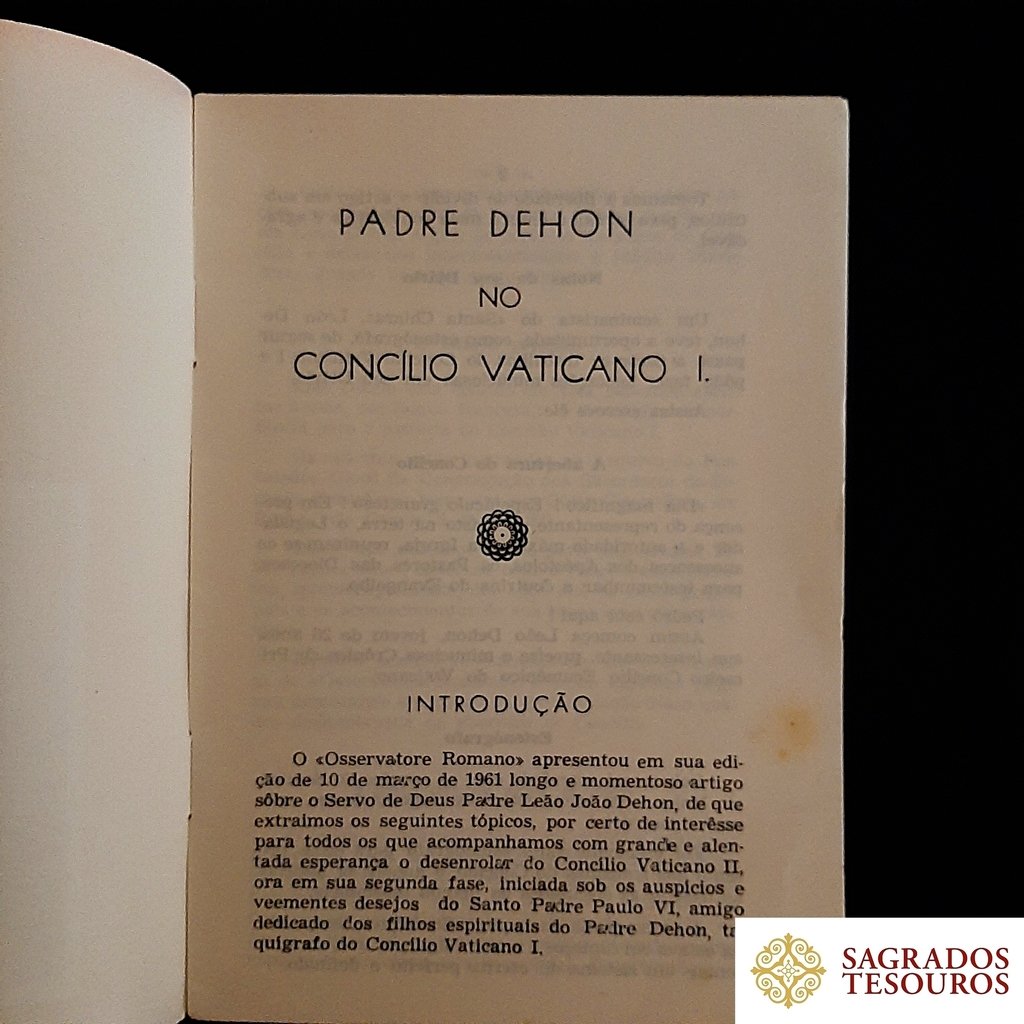 PADRE DEHON
NO
CONCÍLIO VATICANO I.
INTRODUÇÃO
O «Osservatore Romano» apresentou em sua edi-
ção de 10 de março de 1961 longo e momentoso artigo
sôbre o Servo de Deus Padre Leão João Dehon, de que
extraimos os seguintes tópicos, por certo de interêsse
para todos os que acompanhamos com grande e alen-
tada esperança o desenrolar do Concílio Vaticano II,
ora em sua segunda fase, iniciada sob os auspícios e
veementes desejos do Santo Padre Paulo VI, amigo
dedicado dos filhos espirituais do Padre Dehon, ta
quígrafo do Concílio Vaticano I.
SAGRADOS
TESOUROS